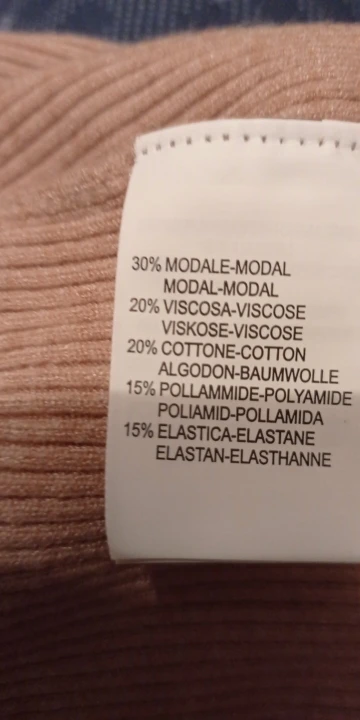 30% MODALE-MODAL
MODAL-MODAL
20% VISCOSA-VISCOSE
VISKOSE-VISCOSE
20% COTTONE-COTTON
ALGODON-BAUMWOLLE
15% POLLAMMIDE-POLYAMIDE
POLIAMID-POLLAMIDA
15% ELASTICA-ELASTANE
ELASTAN-ELASTHANNE